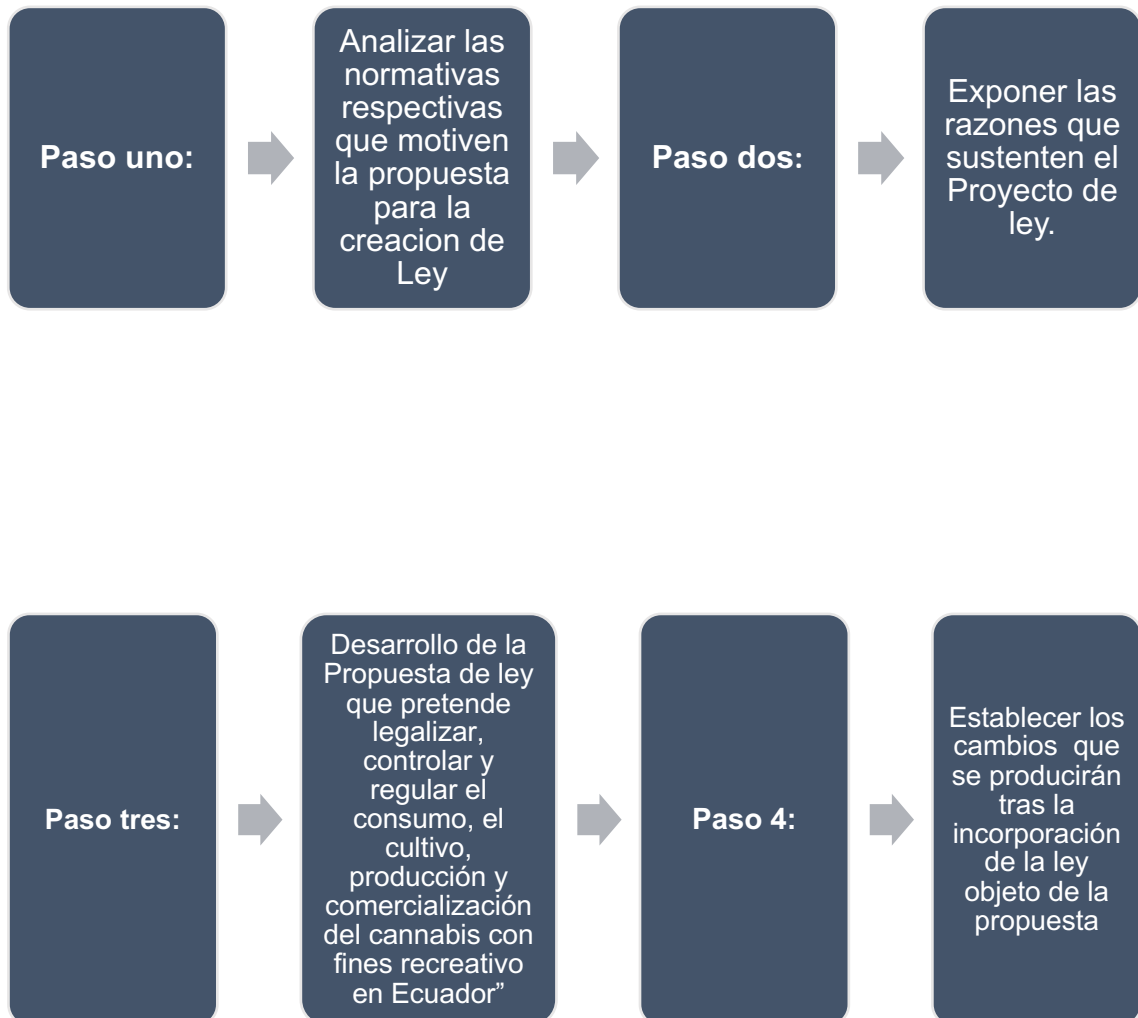 Paso uno:
Analizar las
normativas
respectivas
que motiven
la propuesta
para la
creacion de
Ley
Paso dos:
Exponer las
razones que
sustenten el
Proyecto de
ley.
Paso tres:
Desarrollo de la
Propuesta de ley
que pretende
legalizar,
controlar y
regular el
consumo, el
cultivo,
producción y
comercialización
del cannabis con
fines recreativo
en Ecuador”
Paso 4:
Establecer los
cambios que
se producirán
tras la
incorporación
de la ley
objeto de la
propuesta